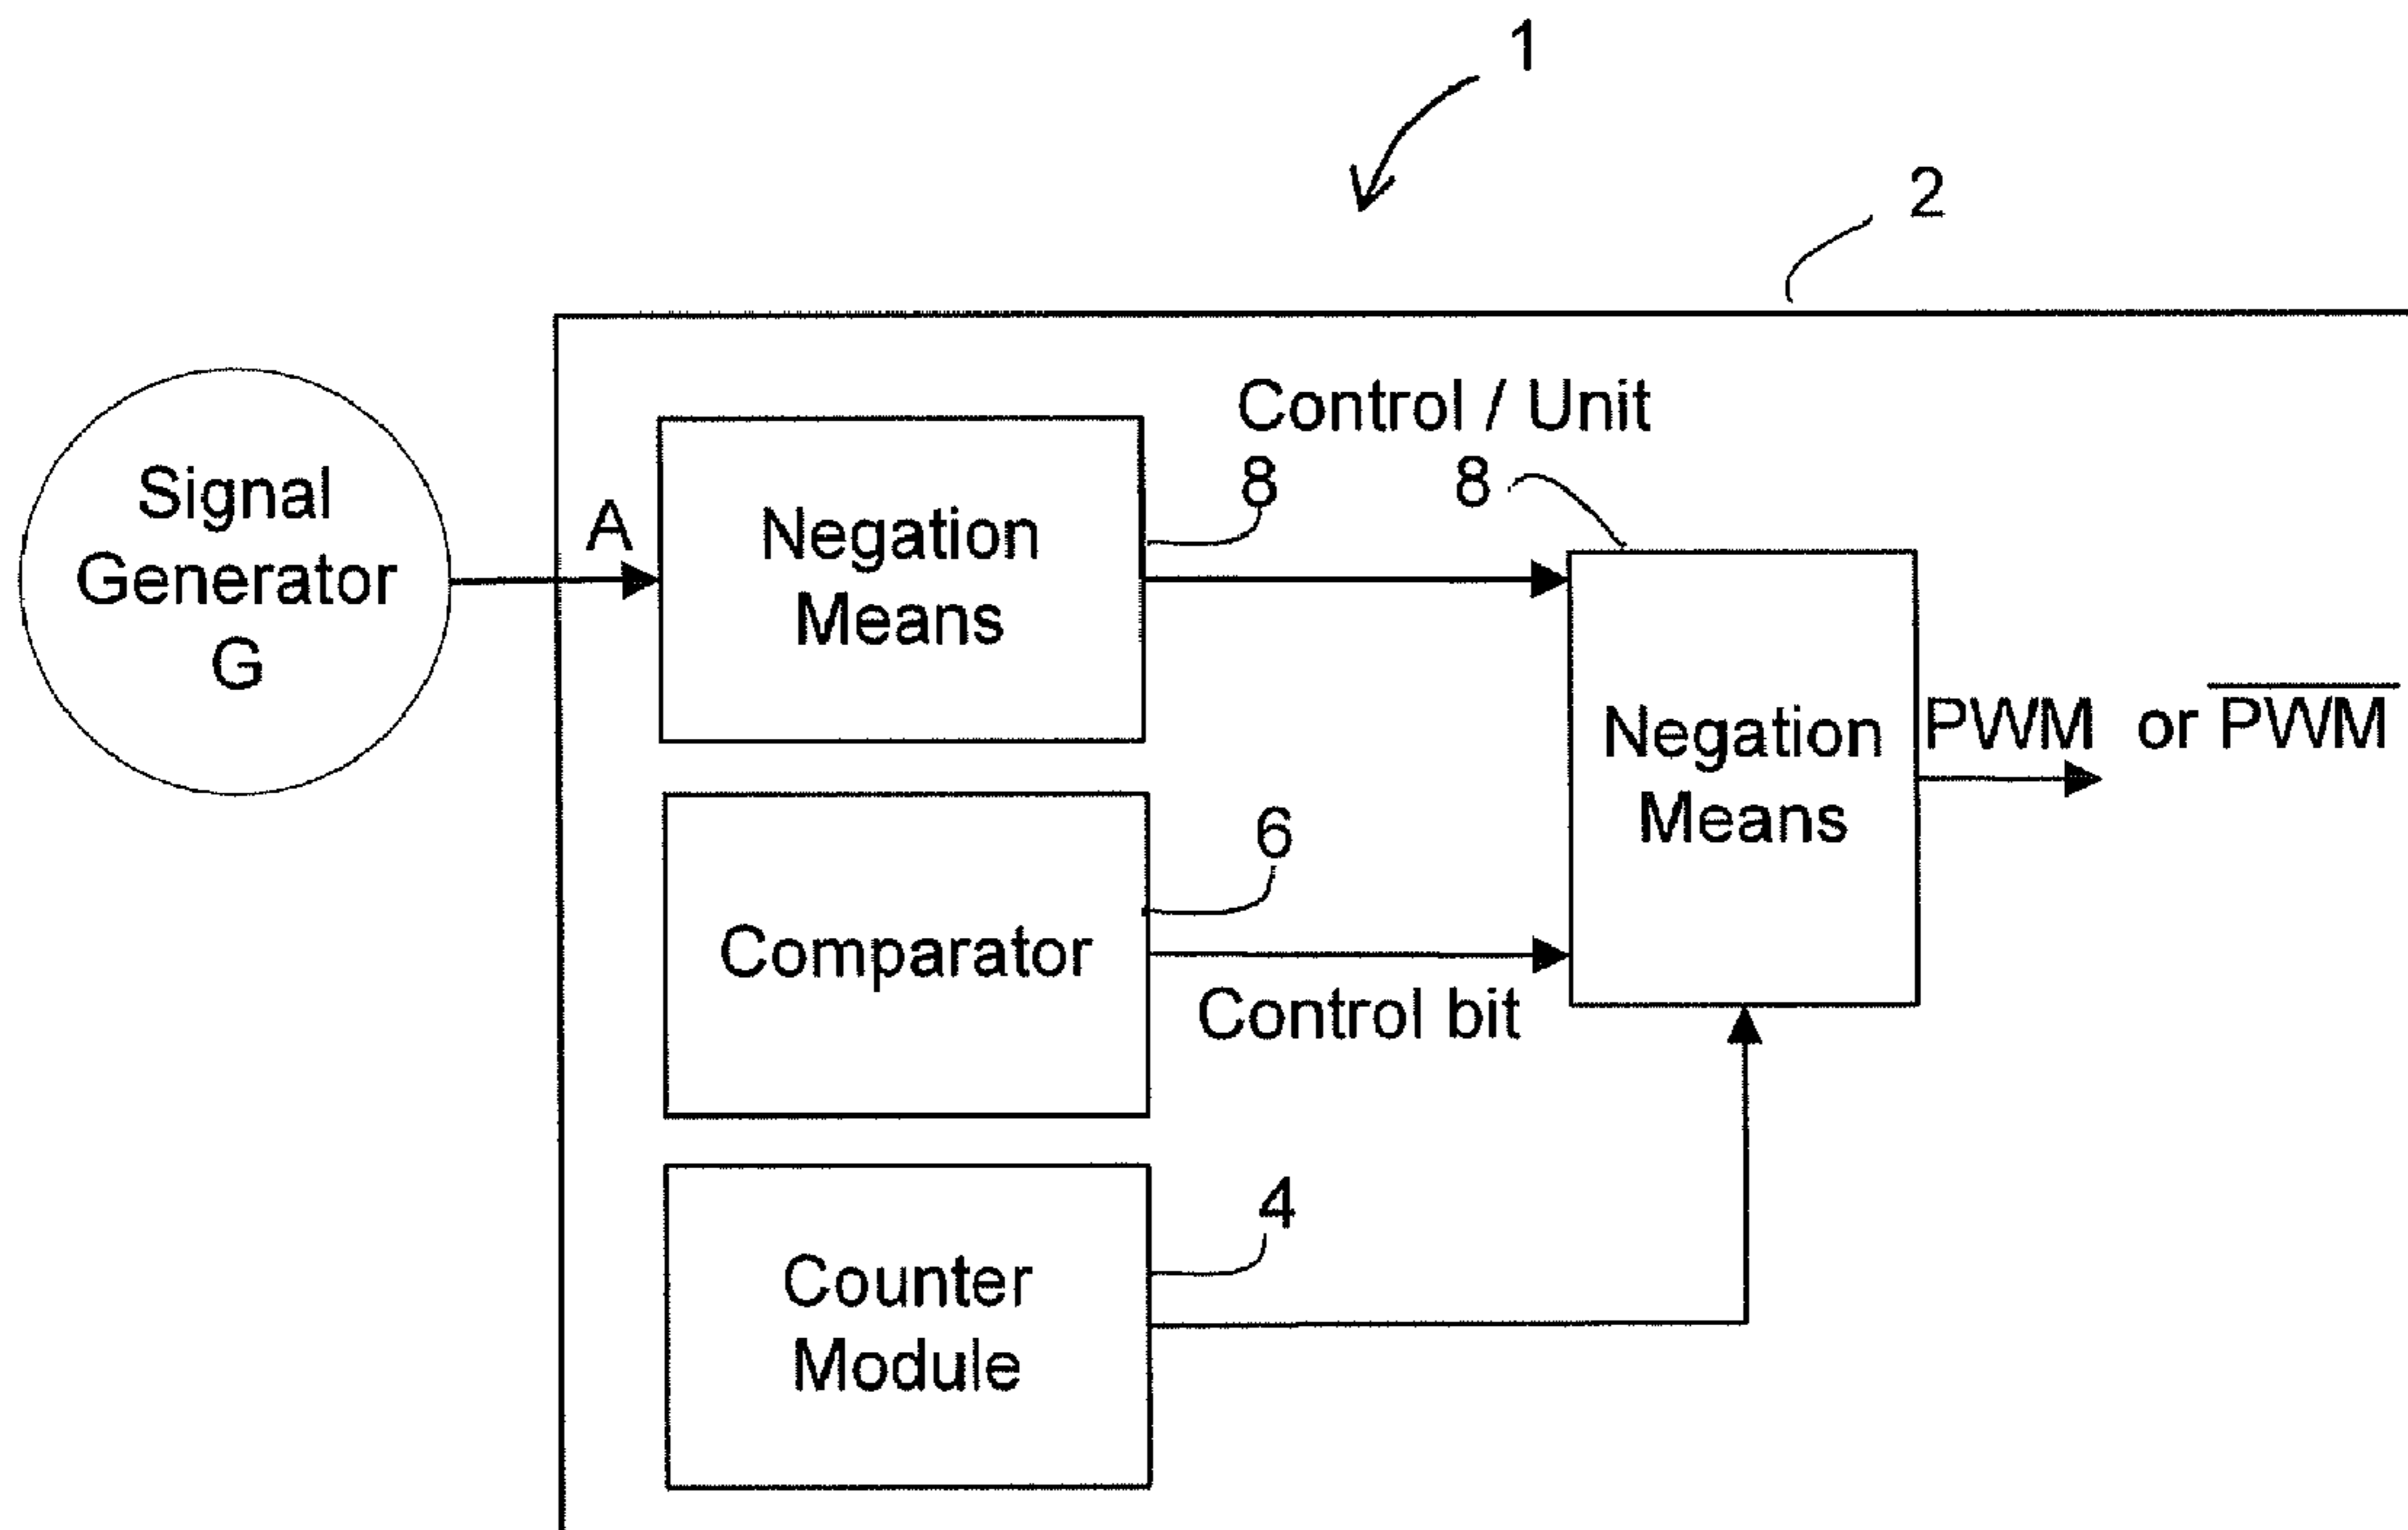 1
2
Signal
Generator
G
A
Negation
Means
Control / Unit
8
8
Negation
Means
PWM or P̅W̅M̅
Comparator
6
Control bit
Counter
Module
4